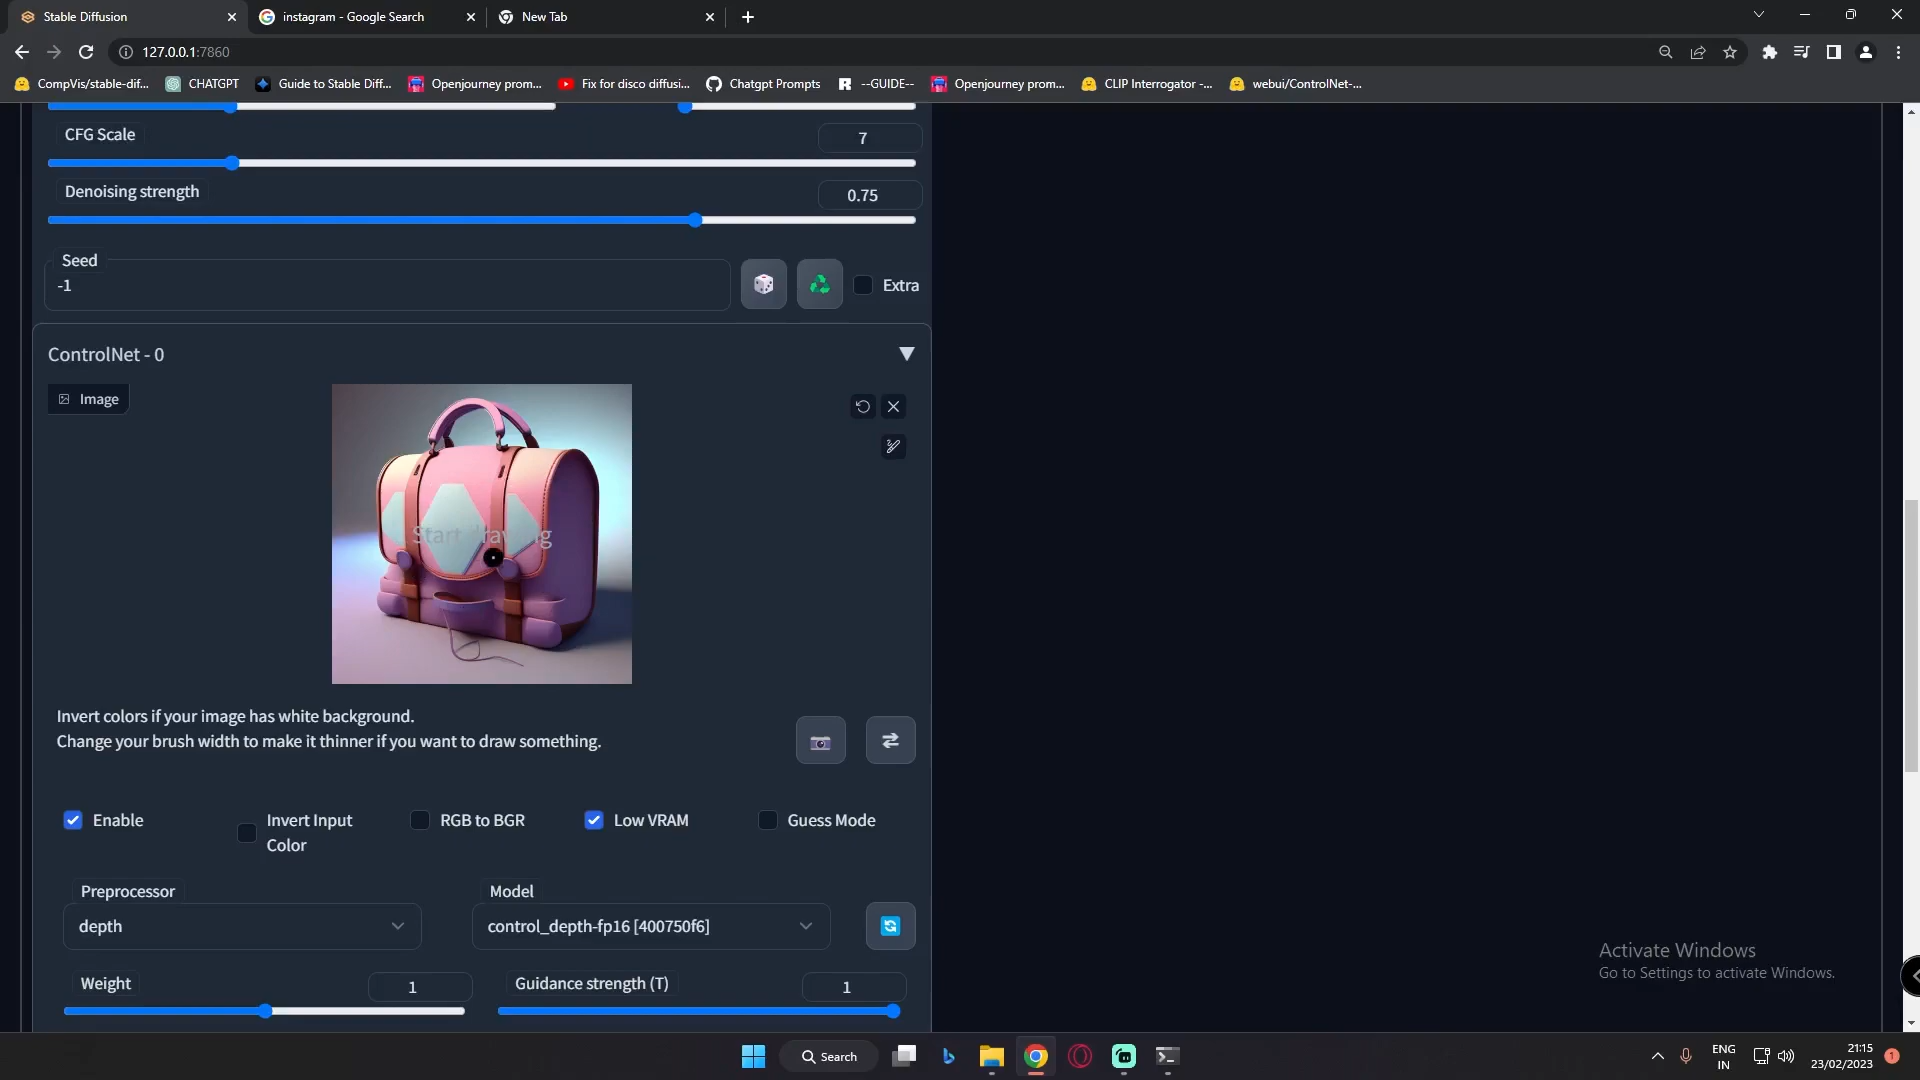 Stable Diffusion
instagram - Google Search
New Tab
127.0.0.1:7860
CompVis/stable-dif...
CHATGPT
Guide to Stable Diff...
Openjourney prom...
Fix for disco diffusi...
Chatgpt Prompts
--GUIDE--
Openjourney prom...
CLIP Interrogator -...
webui/ControlNet-...
CFG Scale
7
Denoising strength
0.75
Seed
-1
Extra
ControlNet - 0
Image
Start drawing
Invert colors if your image has white background.
Change your brush width to make it thinner if you want to draw something.
Enable
Invert Input
Color
RGB to BGR
Low VRAM
Guess Mode
Preprocessor
depth
Model
control_depth-fp16 [400750f6]
Weight
1
Guidance strength (T)
1
Activate Windows
Go to Settings to activate Windows.
Search
ENG
IN
21:15
23/02/2023
1